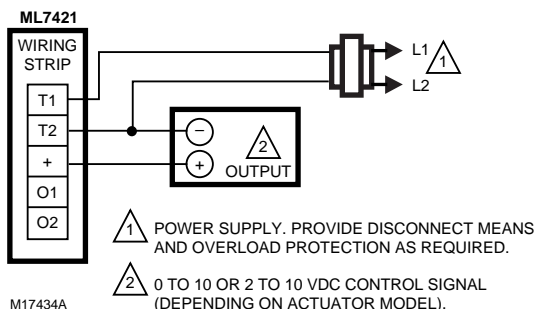 ML7421
WIRING
STRIP
T1
T2
+
O1
O2
L1
1
L2
−
+
2
OUTPUT
1 POWER SUPPLY. PROVIDE DISCONNECT MEANS
AND OVERLOAD PROTECTION AS REQUIRED.
2 0 TO 10 OR 2 TO 10 VDC CONTROL SIGNAL
(DEPENDING ON ACTUATOR MODEL).
M17434A